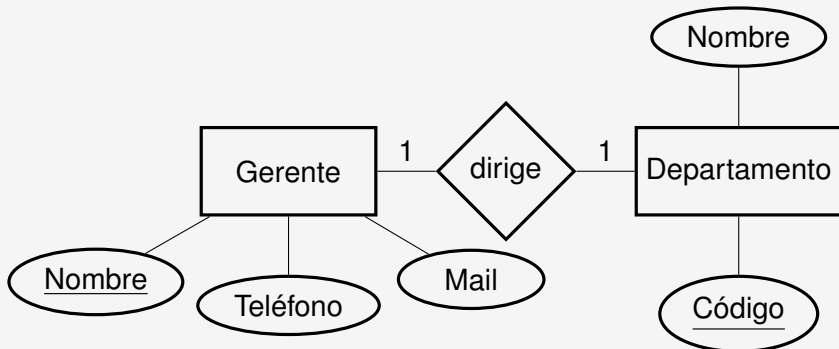 Nombre
Gerente
1
dirige
1
Departamento
Nombre
Teléfono
Mail
Código